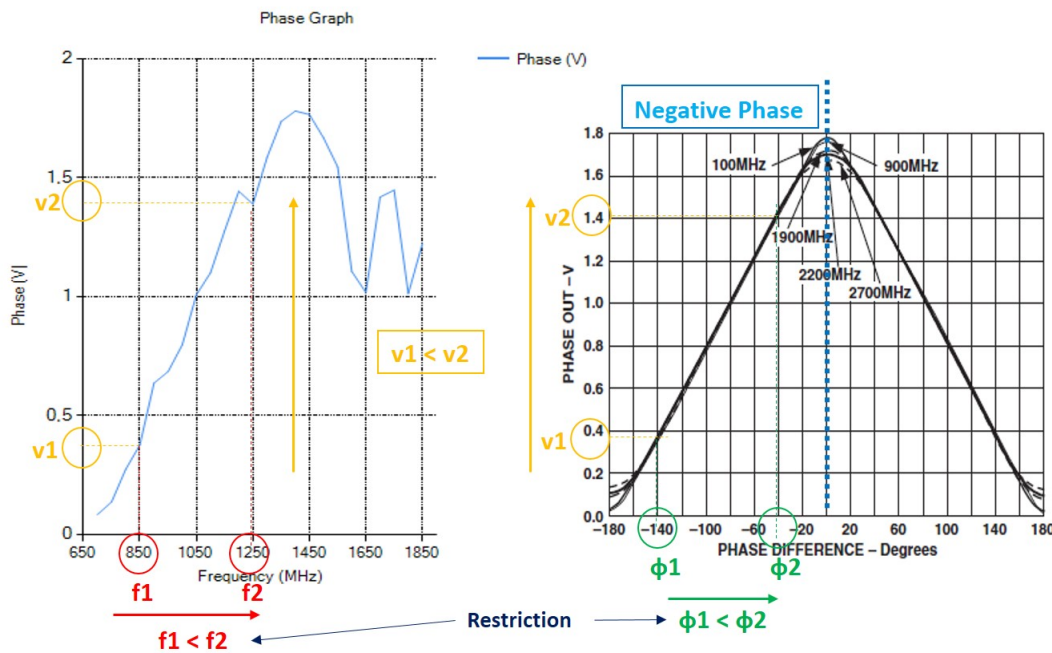 Phase Graph
Phase (V)
2
1.5
1
0.5
0
Phase [V]
650 850 1050 1250 1450 1650 1850
Frequency (MHz)
v2
v1
f1 f2
f1 < f2
v1 < v2
Negative Phase
1.8
1.6
1.4
1.2
1.0
0.8
0.6
0.4
0.2
0.0
PHASE OUT –V
100MHz
900MHz
1900MHz
2200MHz
2700MHz
v2
v1
–180 –140 –100 –60 –20 20 60 100 140 180
PHASE DIFFERENCE – Degrees
ϕ1 ϕ2
ϕ1 < ϕ2
Restriction